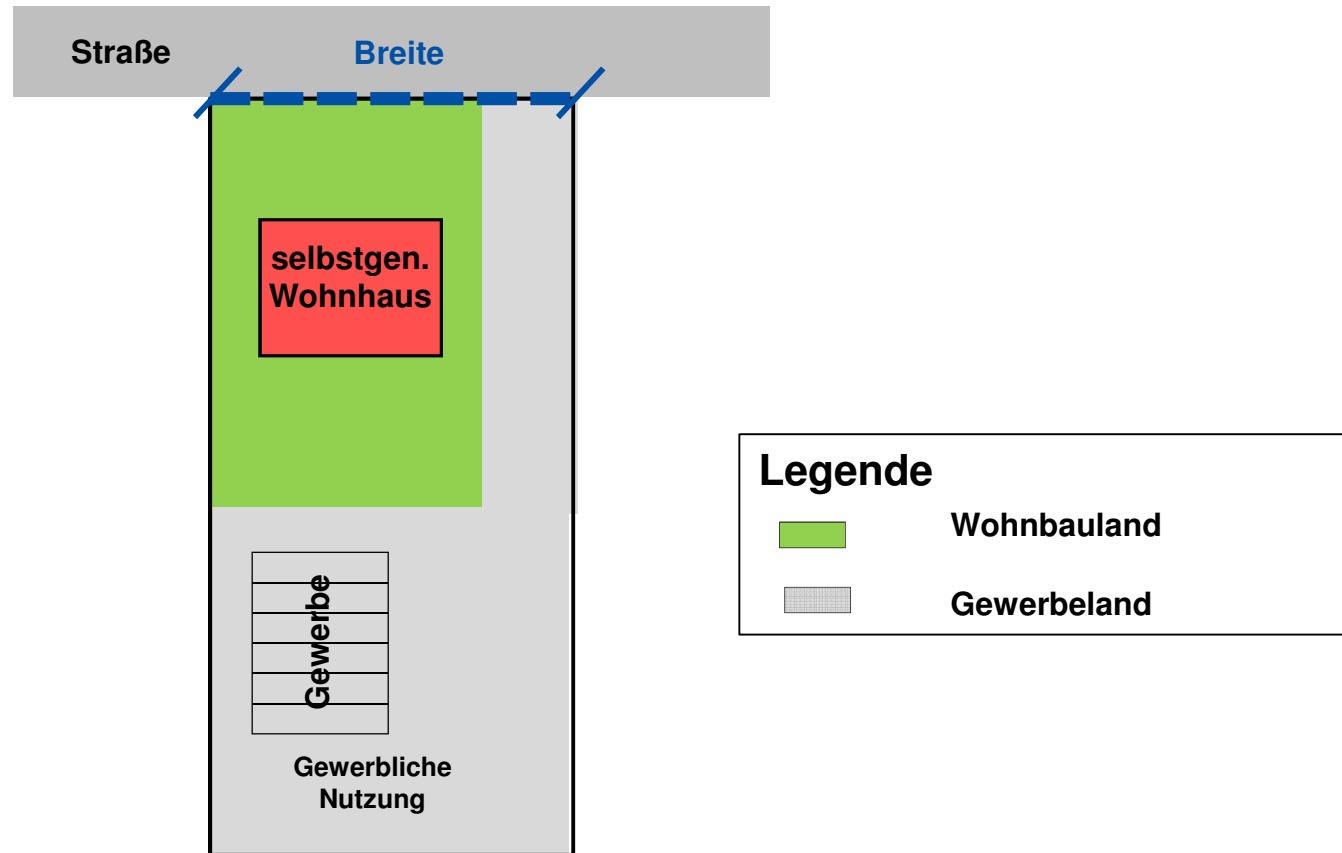 Straße
Breite
selbstgen.
Wohnhaus
Gewerbe
Gewerbliche
Nutzung
Legende
Wohnbauland
Gewerbeland